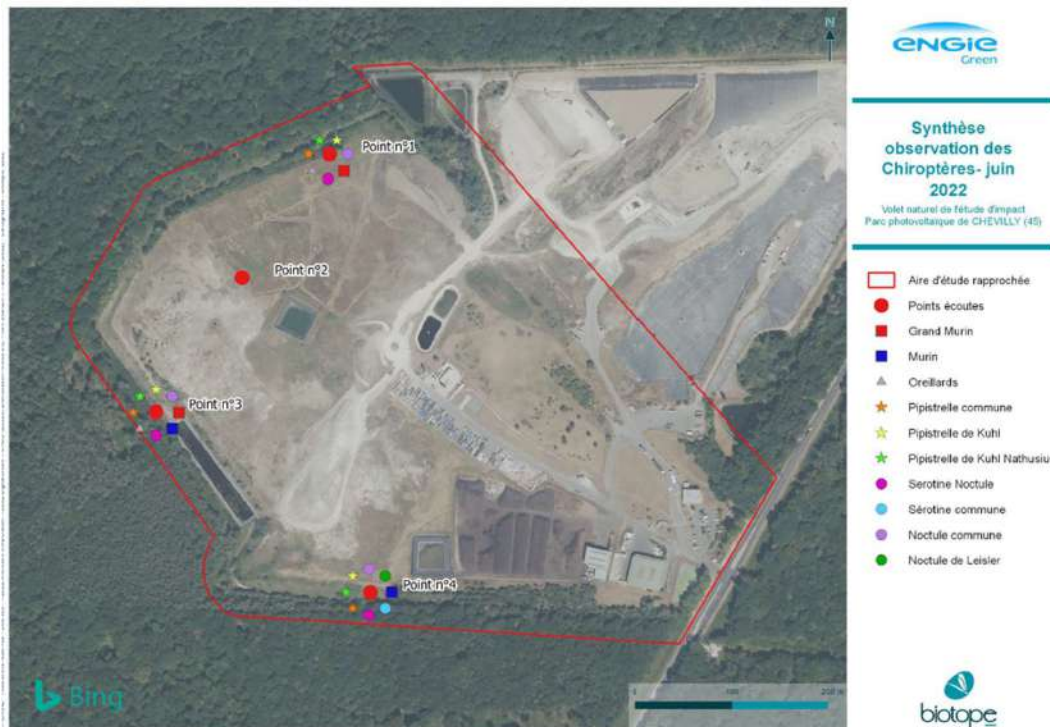 N
Point n°1
Point n°2
Point n°3
Point n°4
Bing
0
200 m
ENGIE
Green
Synthèse
observation des
Chiroptères- juin
2022
Volet naturel de l'étude d'impact
Parc photovoltaïque de CHEVILLY (45)
Aire d'étude rapprochée
Points écoutes
Grand Murin
Murin
Oreillards
Pipistrelle commune
Pipistrelle de Kuhl
Pipistrelle de Kuhl Nathusiu
Serotine Noctule
Sérotine commune
Noctule commune
Noctule de Leisler
biotope